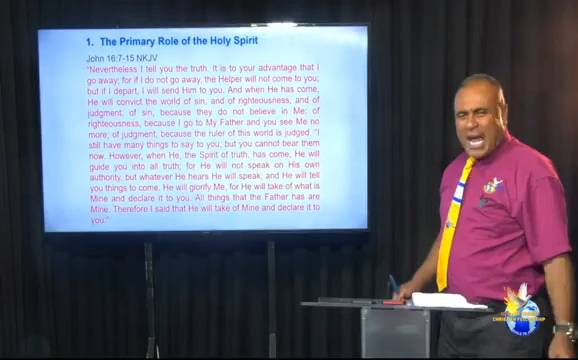 1. The Primary Role of the Holy Spirit
John 16:7-15 NKJV
"Nevertheless I tell you the truth. It is to your advantage that I
go away; for if I do not go away, the Helper will not come to you;
but if I depart, I will send Him to you. And when He has come,
He will convict the world of sin, and of righteousness, and of
judgment: of sin, because they do not believe in Me; of
righteousness, because I go to My Father and you see Me no
more; of judgment, because the ruler of this world is judged. "I
still have many things to say to you, but you cannot bear them
now. However, when He, the Spirit of truth, has come, He will
guide you into all truth; for He will not speak on His own
authority, but whatever He hears He will speak; and He will tell
you things to come. He will glorify Me, for He will take of what is
Mine and declare it to you. All things that the Father has are
Mine. Therefore I said that He will take of Mine and declare it to
you."
CHRISTIAN FELLOWSHIP